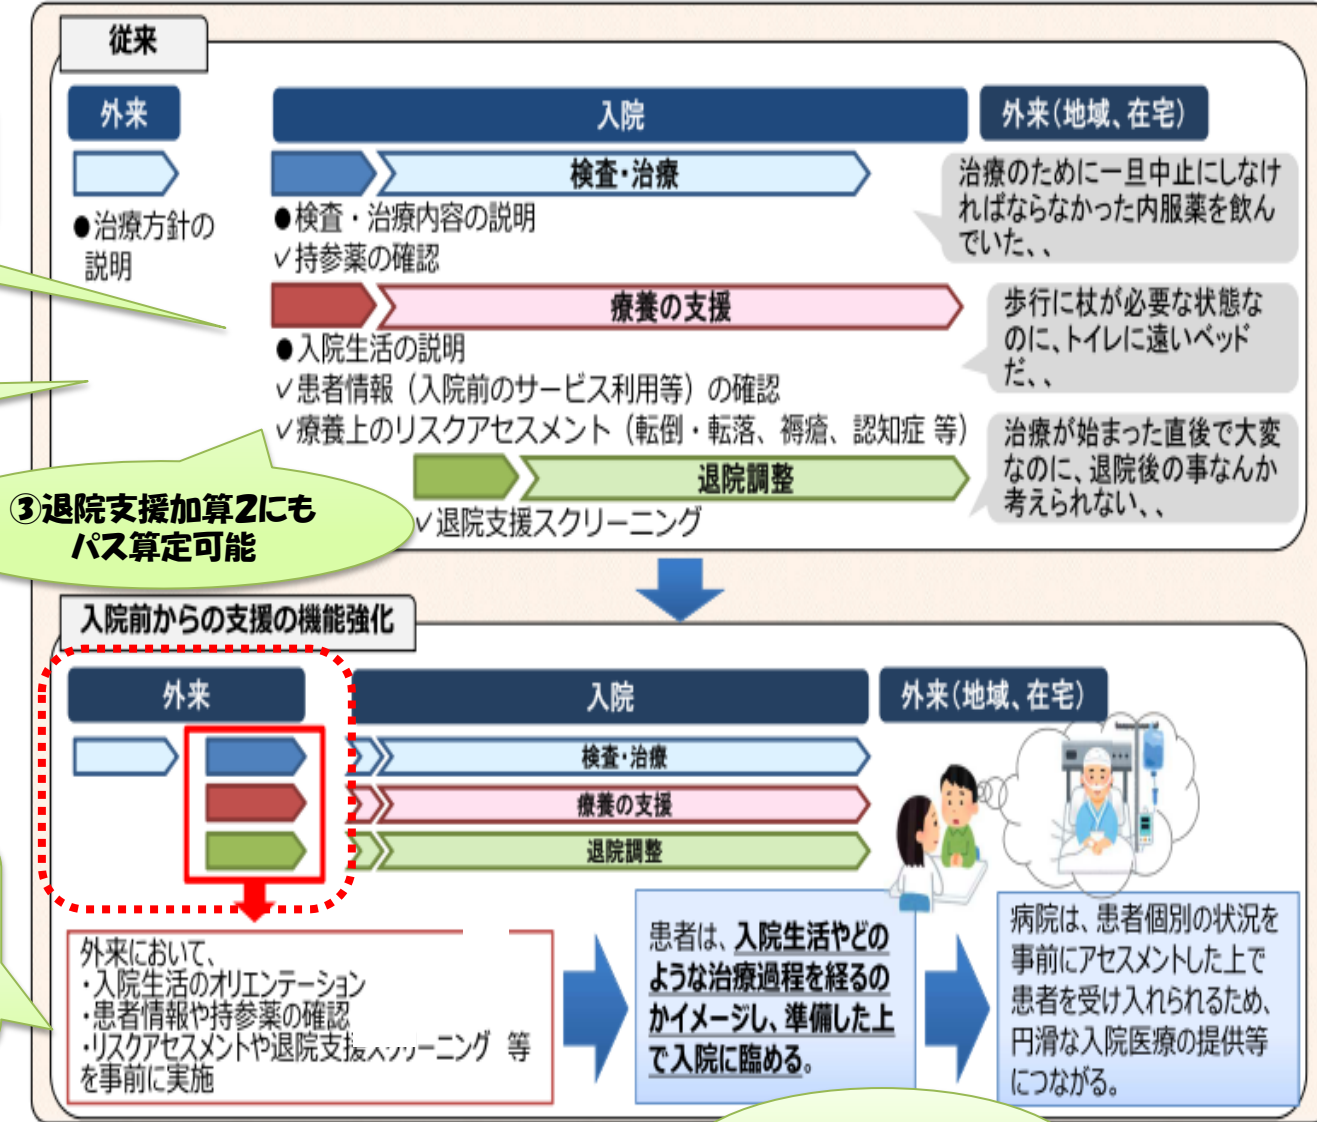 従来
外来
入院
外来(地域、在宅)
検査・治療
●治療方針の
説明
●検査・治療内容の説明
✓持参薬の確認
治療のために一旦中止にしなけ
ればならなかった内服薬を飲ん
でいた、、
療養の支援
●入院生活の説明
✓患者情報（入院前のサービス利用等）の確認
✓療養上のリスクアセスメント（転倒・転落、褥瘡、認知症 等）
歩行に杖が必要な状態な
のに、トイレに遠いベッド
だ、、
退院調整
✓退院支援スクリーニング
治療が始まった直後で大変
なのに、退院後の事なんか
考えられない、、
③退院支援加算2にも
パス算定可能
入院前からの支援の機能強化
外来
入院
外来(地域、在宅)
検査・治療
療養の支援
退院調整
外来において、
・入院生活のオリエンテーション
・患者情報や持参薬の確認
・リスクアセスメントや退院支援スクリーニング 等
を事前に実施
患者は、入院生活やどの
ような治療過程を経るの
かイメージし、準備した上
で入院に臨める。
病院は、患者個別の状況を
事前にアセスメントした上で
患者を受け入れられるため、
円滑な入院医療の提供等
につながる。